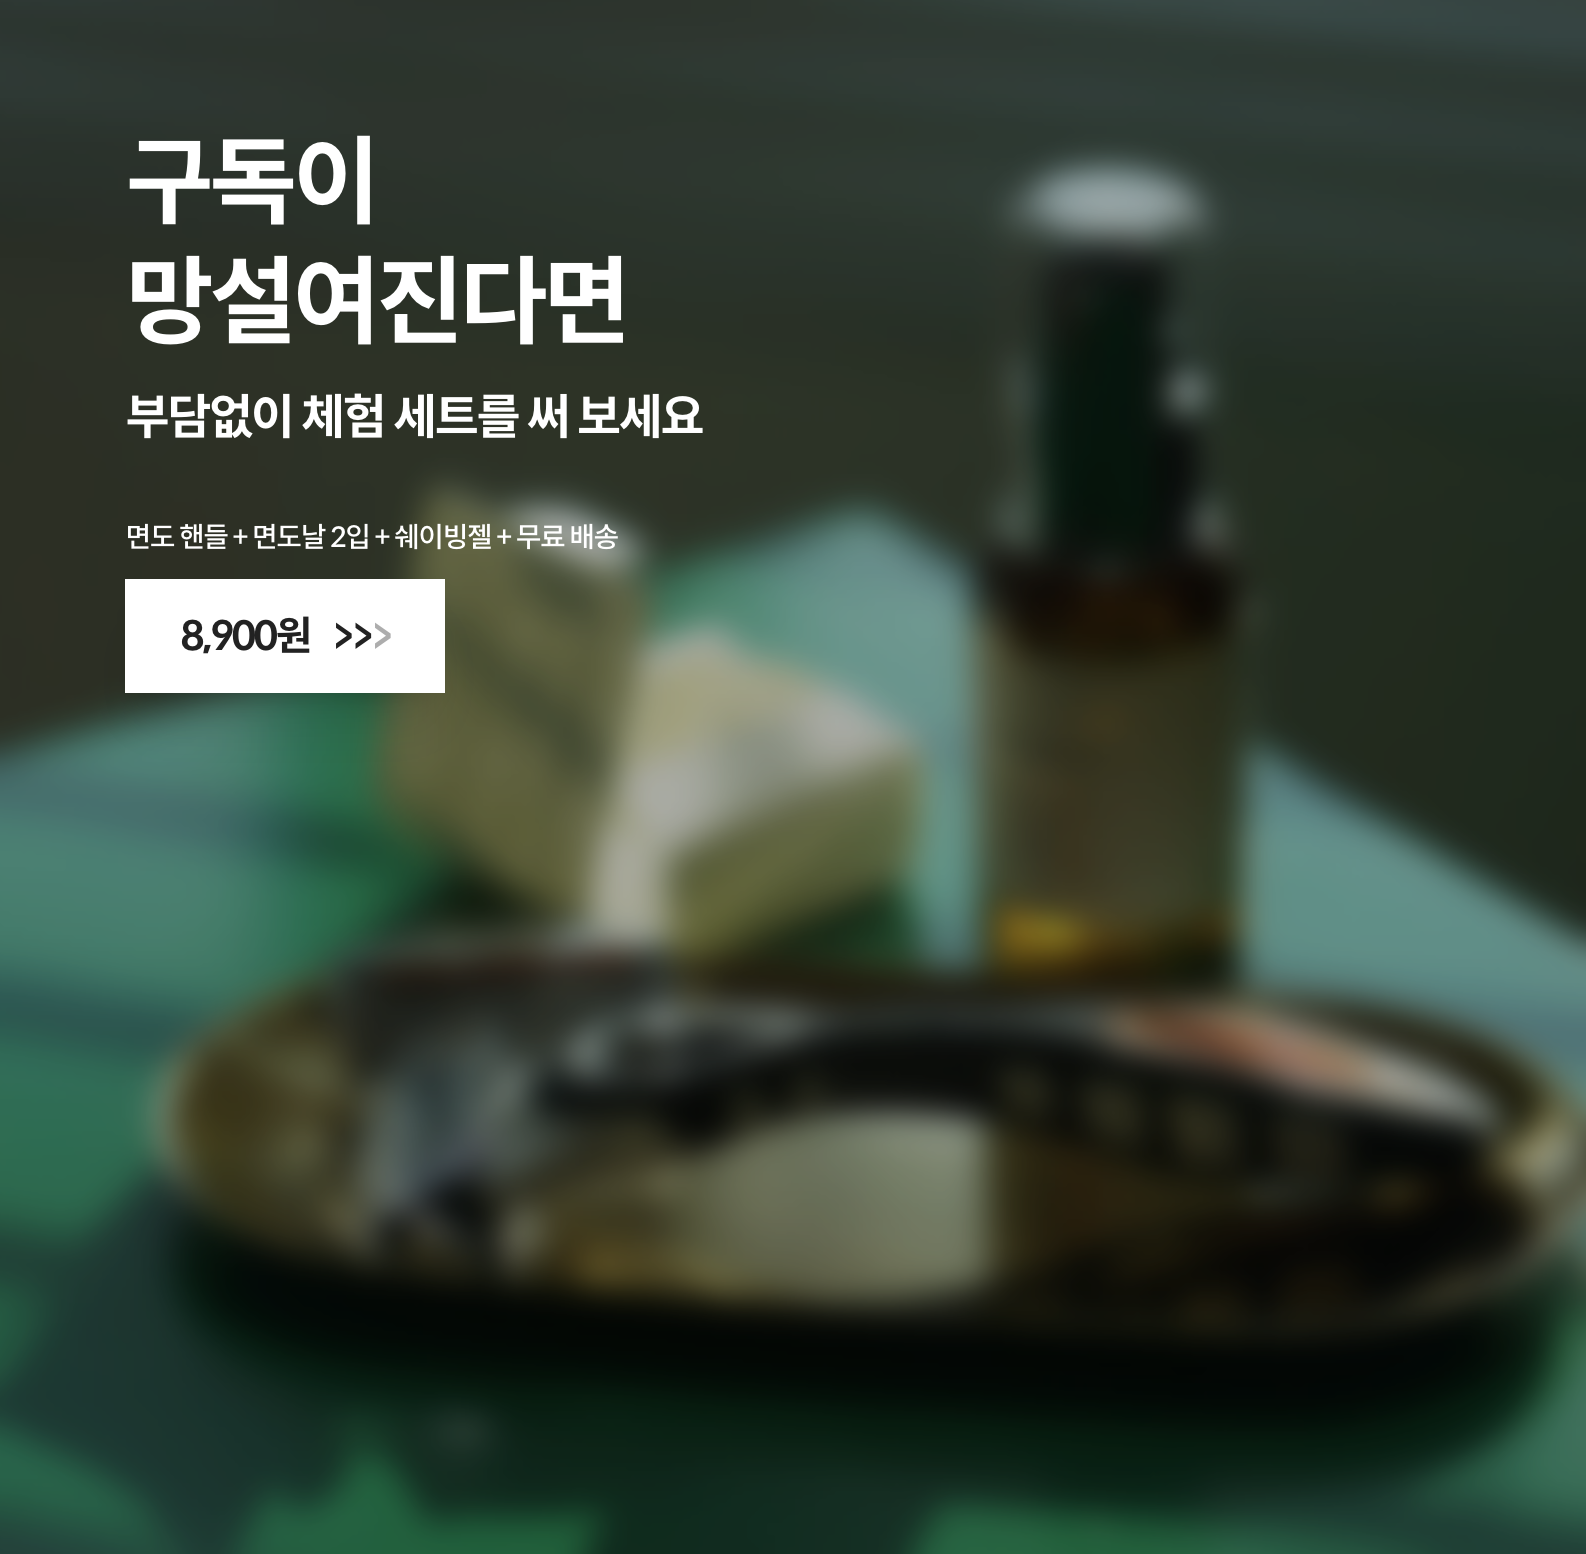 구독이
망설여진다면
부담없이 체험 세트를 써 보세요
면도 핸들 + 면도날 2입 + 쉐이빙젤 + 무료 배송
8,900원 >>>